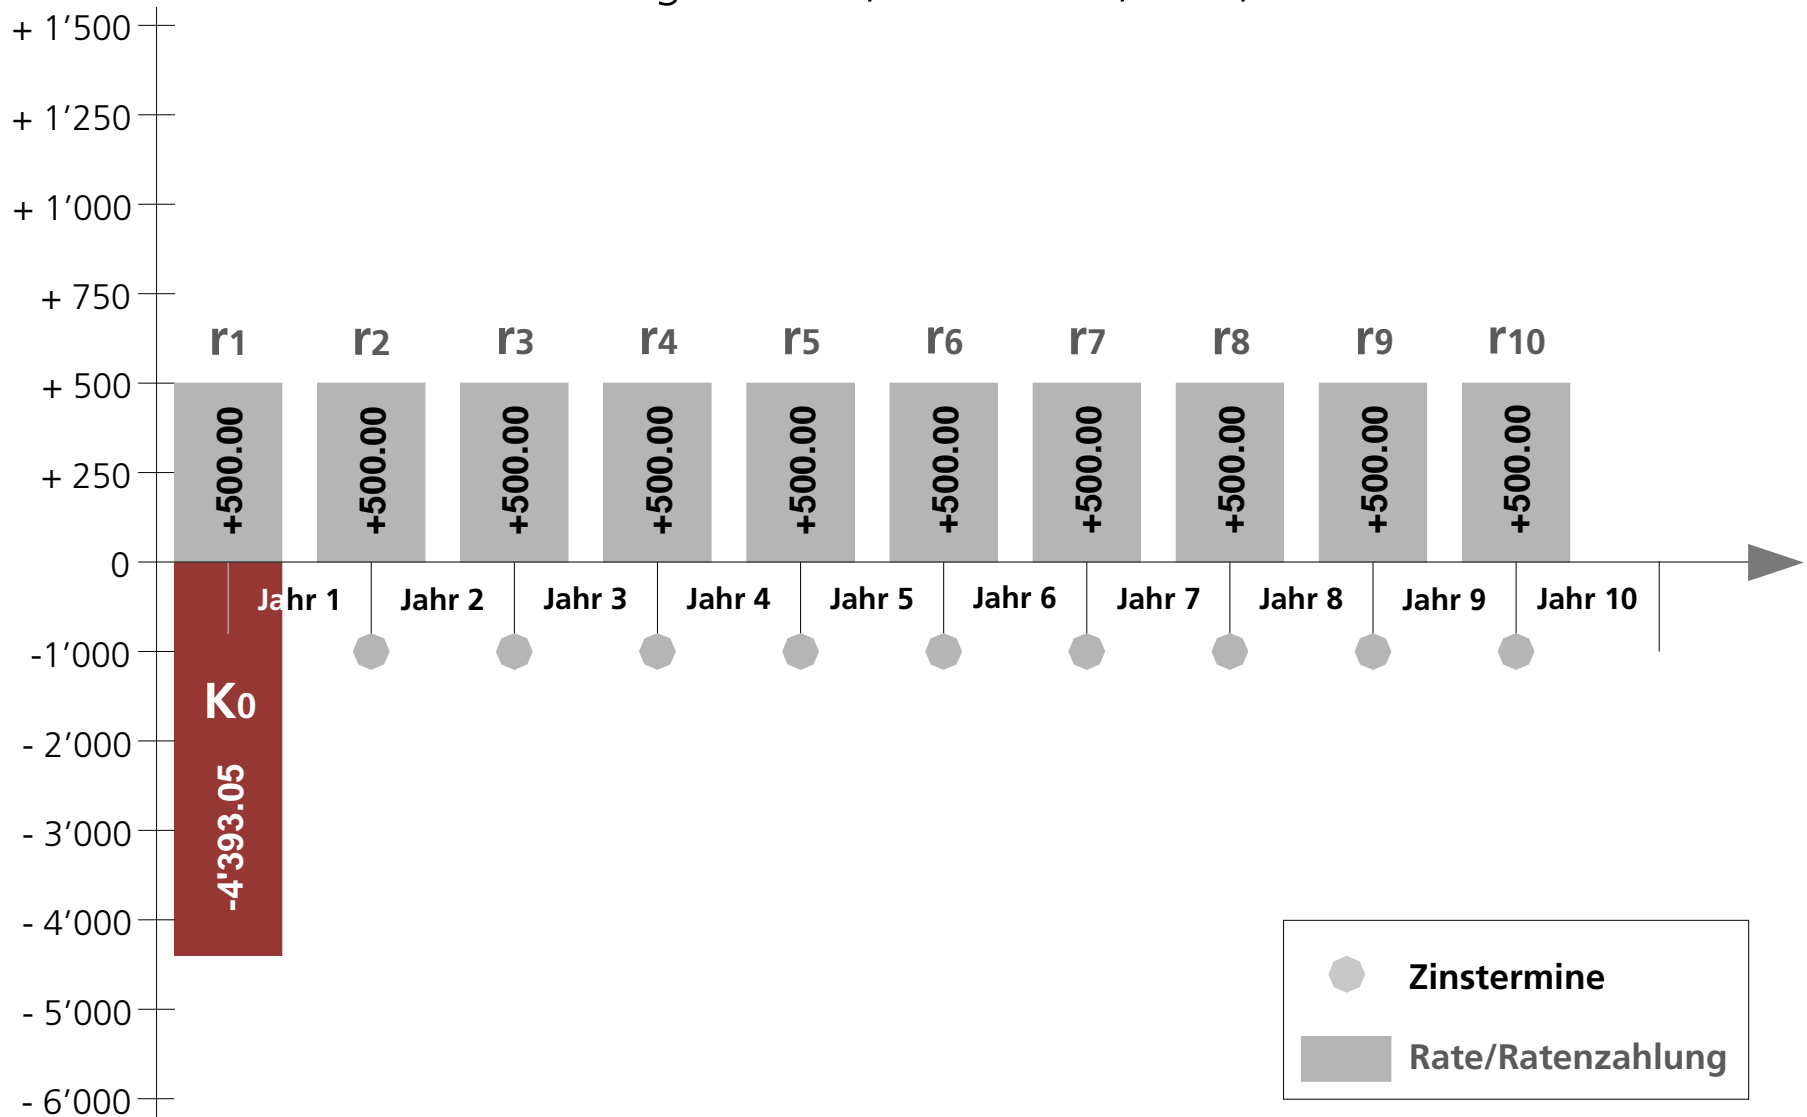 + 1’500
+ 1’250
+ 1’000
+ 750
r1 r2 r3 r4 r5 r6 r7 r8 r9 r10
+ 500
+500.00 +500.00 +500.00 +500.00 +500.00 +500.00 +500.00 +500.00 +500.00 +500.00
+ 250
0
Jahr 1 Jahr 2 Jahr 3 Jahr 4 Jahr 5 Jahr 6 Jahr 7 Jahr 8 Jahr 9 Jahr 10
-1’000
K0
- 2’000
-4'393.05
- 3’000
- 4’000
Zinstermine
- 5’000
Rate/Ratenzahlung
- 6’000